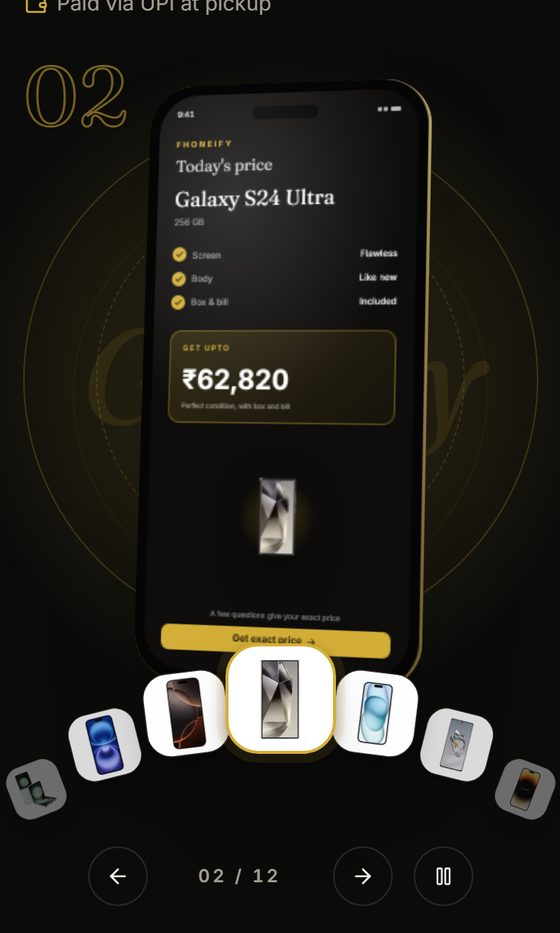 Paid via UPI at pickup
02
9:41
FHONEIFY
Today's price
Galaxy S24 Ultra
256 GB
Screen Flawless
Body Like new
Box & bill Included
GET UPTO
₹62,820
Perfect condition, with box and bill
A few questions give your exact price
Get exact price →
02 / 12